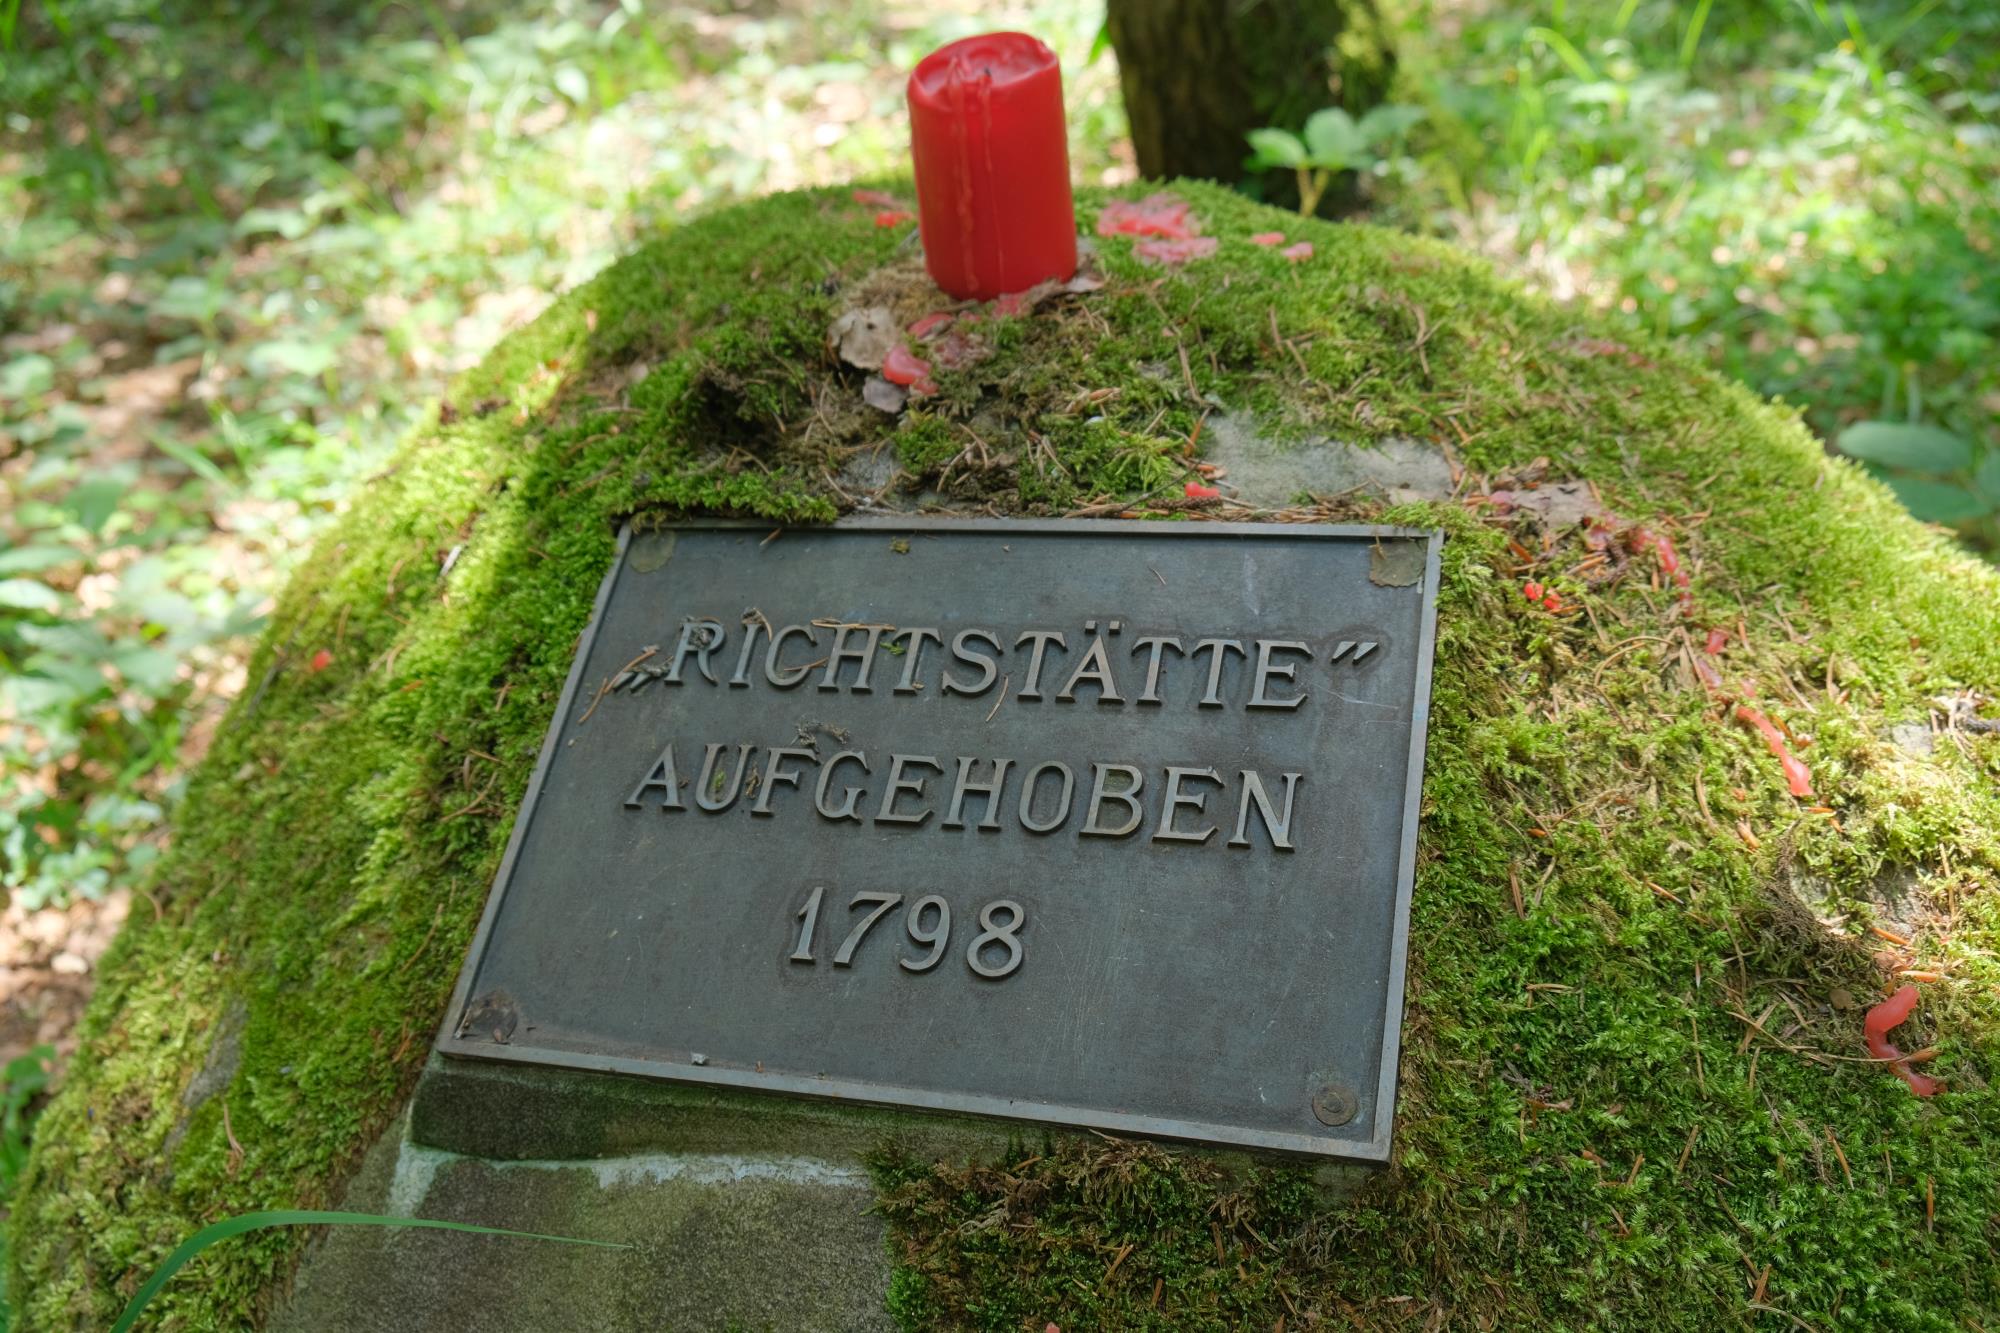 „RICHTSTÄTTE”
AUFGEHOBEN
1798